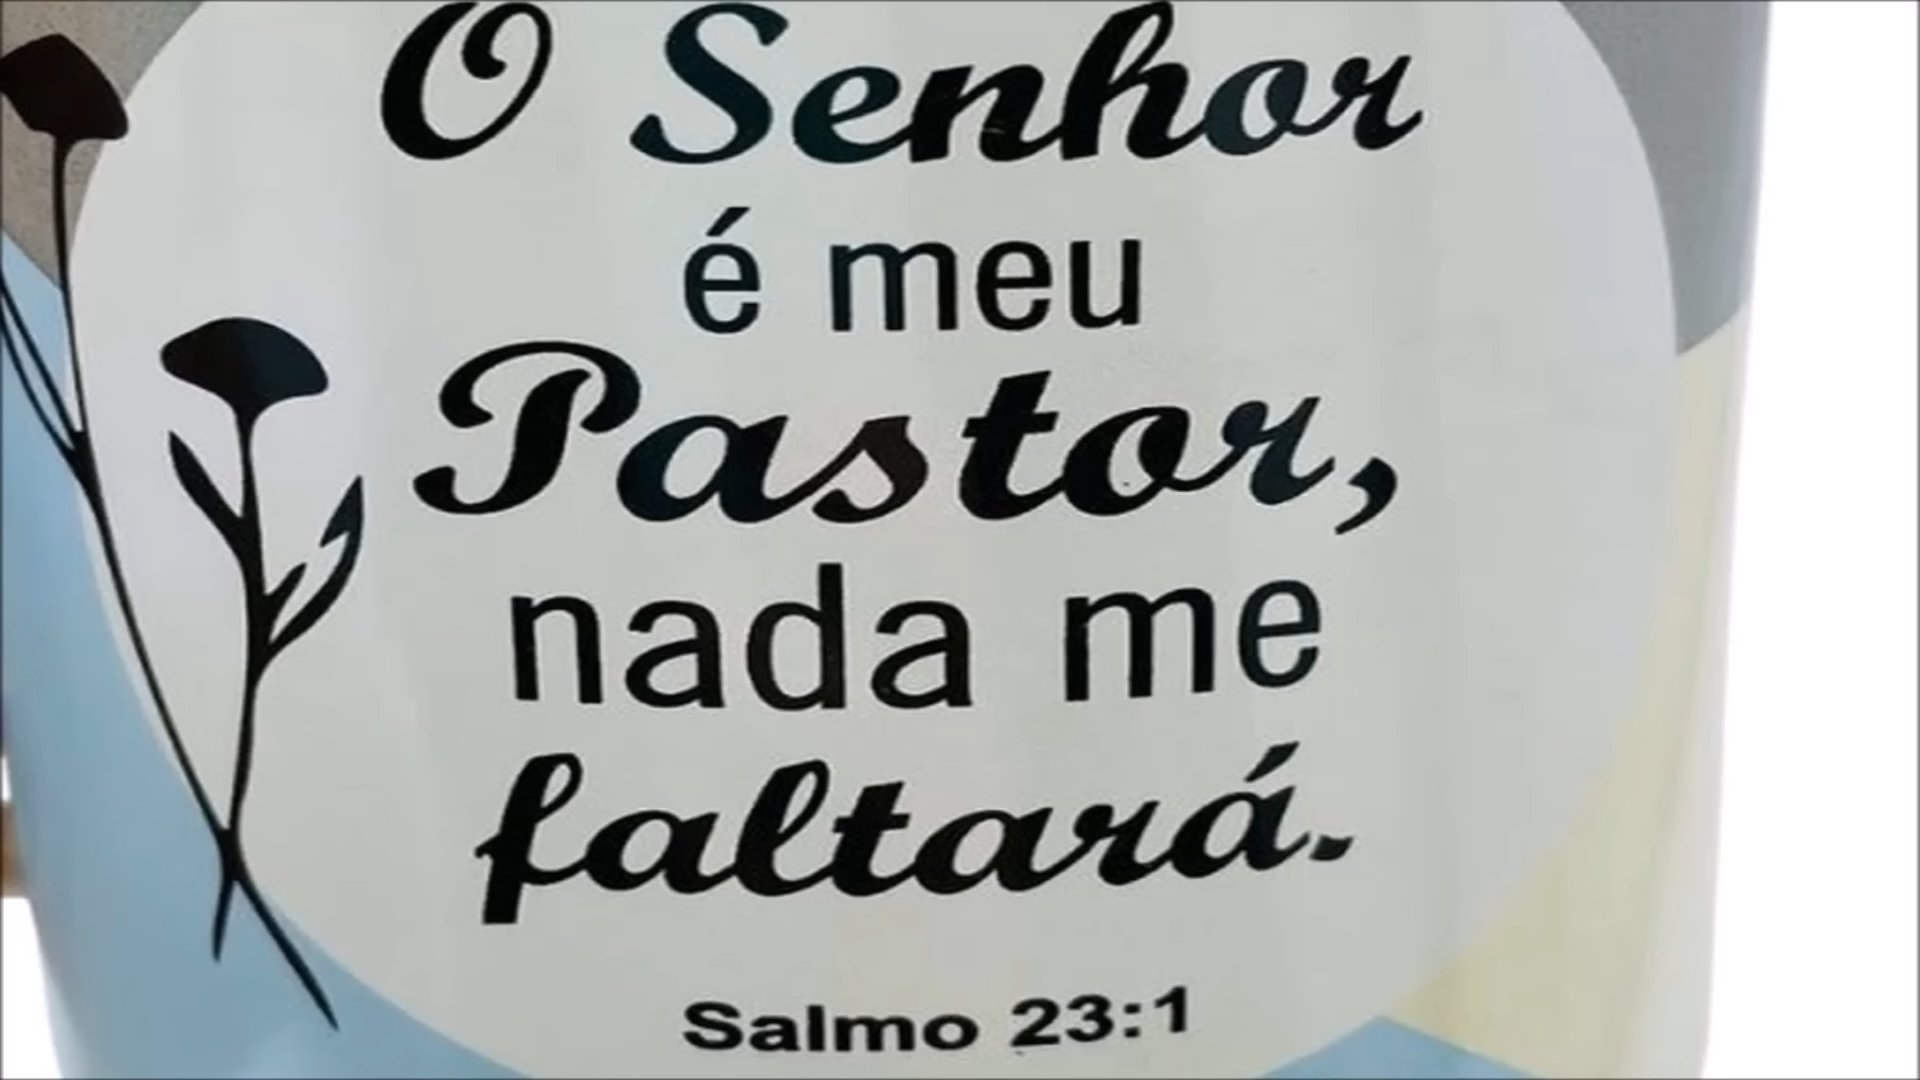 O Senhor
é meu
Pastor,
nada me
faltará.
Salmo 23:1